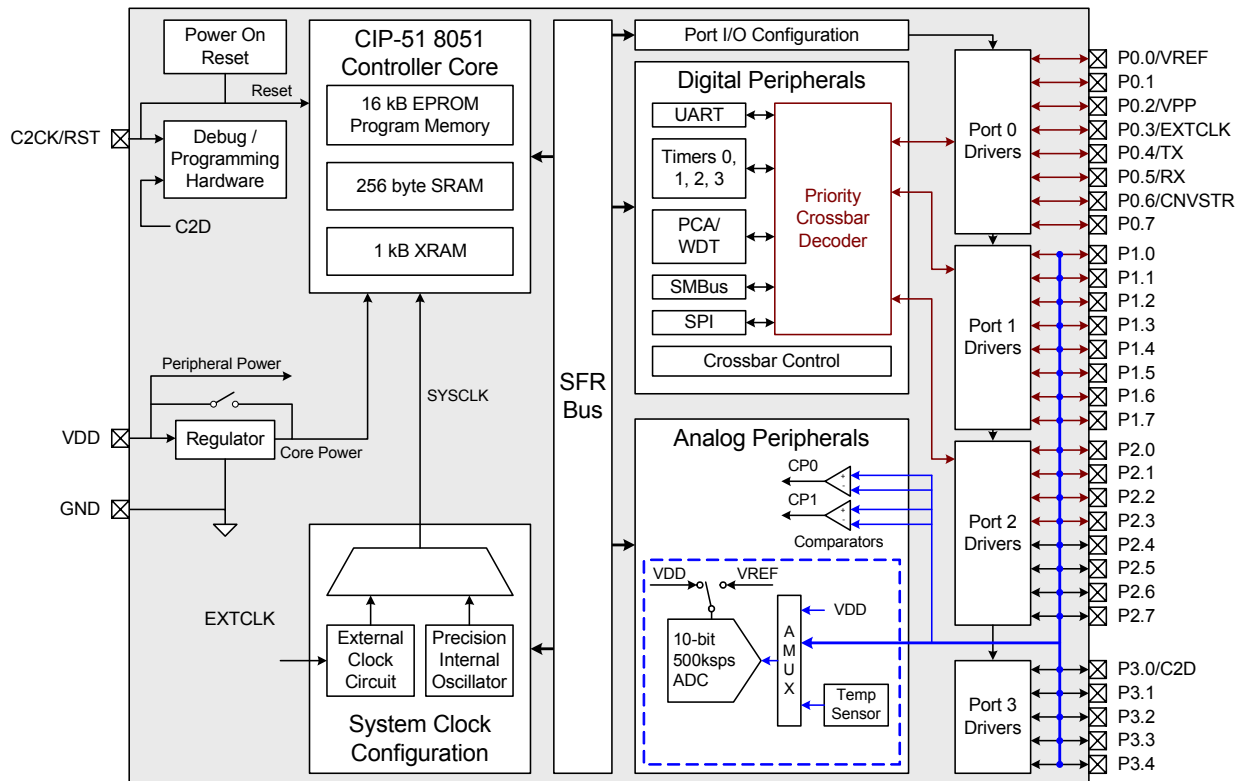 Power On
Reset
Reset
C2CK/RST
Debug /
Programming
Hardware
C2D
CIP-51 8051
Controller Core
16 kB EPROM
Program Memory
256 byte SRAM
1 kB XRAM
Peripheral Power
VDD
Regulator
Core Power
GND
SYSCLK
EXTCLK
External
Clock
Circuit
Precision
Internal
Oscillator
System Clock
Configuration
SFR
Bus
Port I/O Configuration
Digital Peripherals
UART
Timers 0,
1, 2, 3
PCA/
WDT
SMBus
SPI
Priority
Crossbar
Decoder
Crossbar Control
Analog Peripherals
CP0
+
-
CP1
+
-
Comparators
VDD
VREF
10-bit
500ksps
ADC
A
M
U
X
VDD
Temp
Sensor
Port 0
Drivers
Port 1
Drivers
Port 2
Drivers
Port 3
Drivers
P0.0/VREF
P0.1
P0.2/VPP
P0.3/EXTCLK
P0.4/TX
P0.5/RX
P0.6/CNVSTR
P0.7
P1.0
P1.1
P1.2
P1.3
P1.4
P1.5
P1.6
P1.7
P2.0
P2.1
P2.2
P2.3
P2.4
P2.5
P2.6
P2.7
P3.0/C2D
P3.1
P3.2
P3.3
P3.4